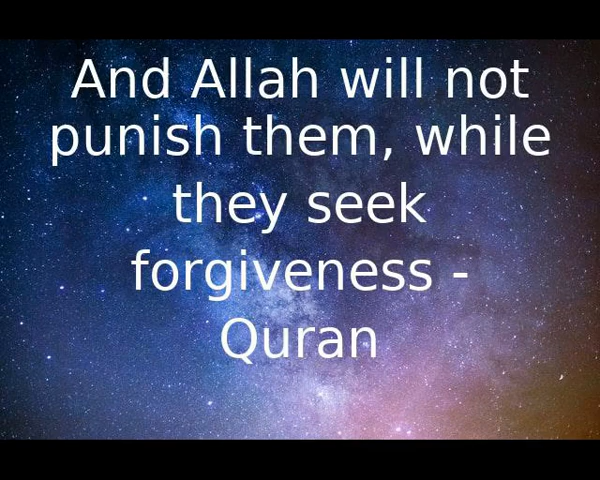 And Allah will not
punish them, while
they seek
forgiveness -
Quran